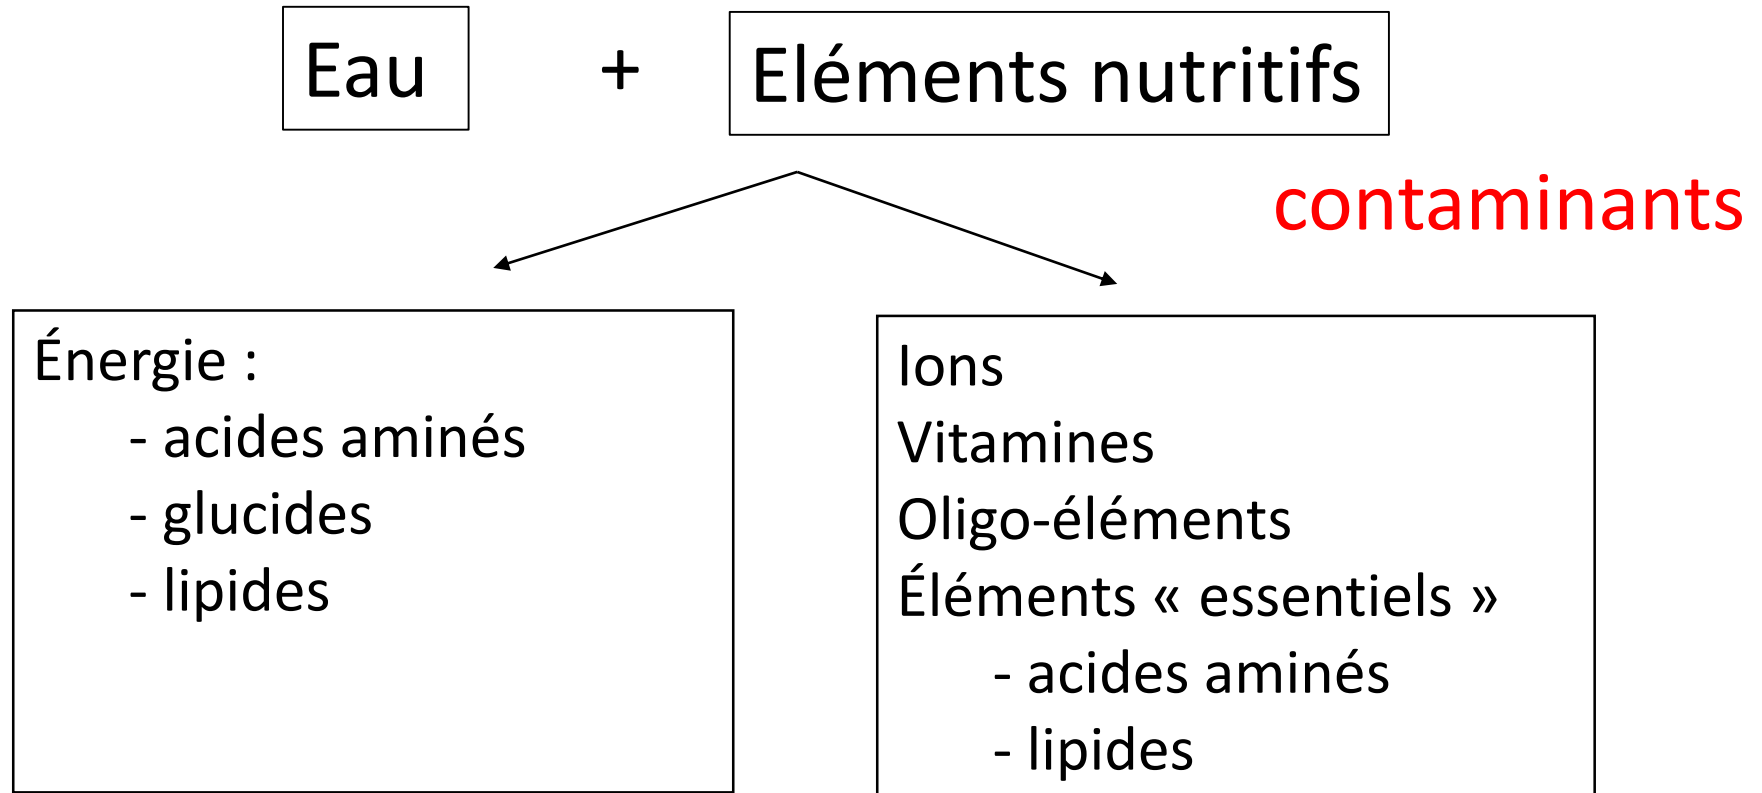 Eau + Eléments nutritifs
contaminants
Énergie :
- acides aminés
- glucides
- lipides
Ions
Vitamines
Oligo-éléments
Éléments « essentiels »
- acides aminés
- lipides